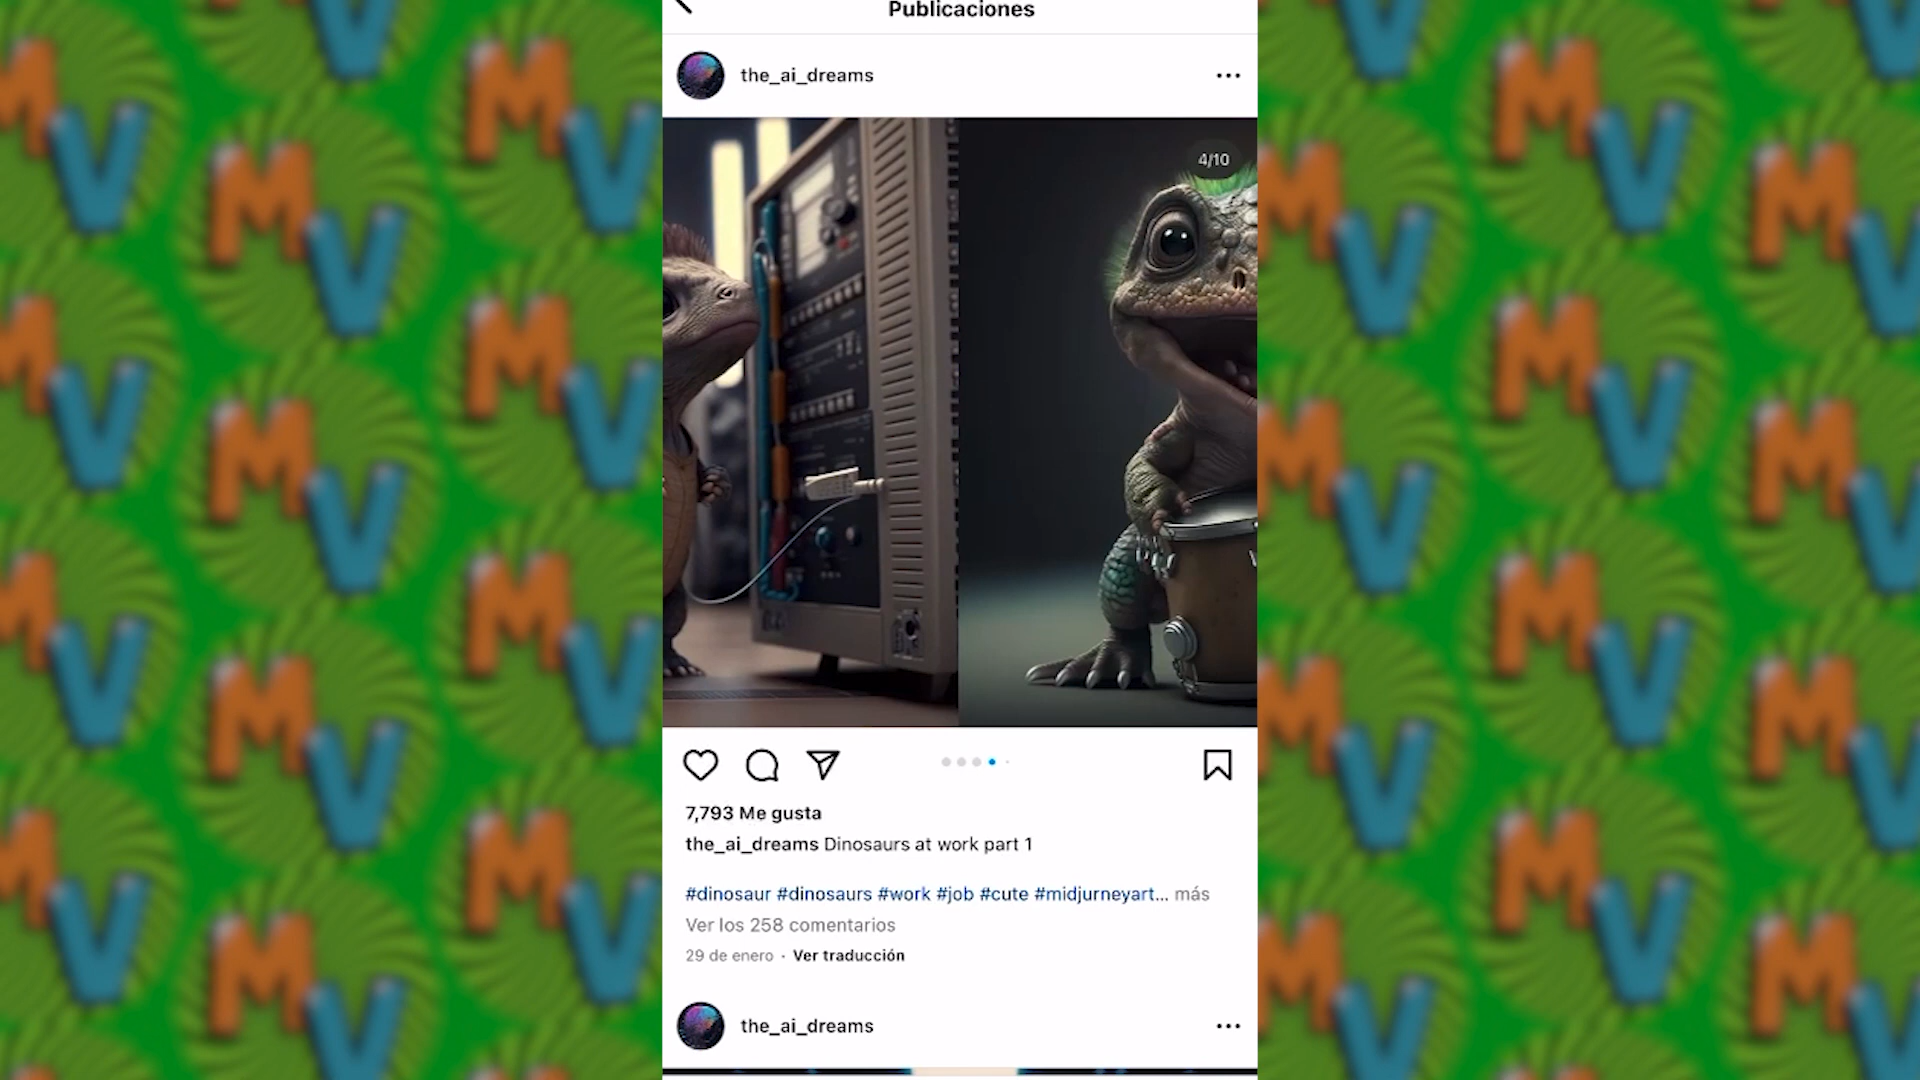 Publicaciones
the_ai_dreams
4/10
7,793 Me gusta
the_ai_dreams Dinosaurs at work part 1
#dinosaur #dinosaurs #work #job #cute #midjurneyart... más
Ver los 258 comentarios
29 de enero · Ver traducción
the_ai_dreams
M V